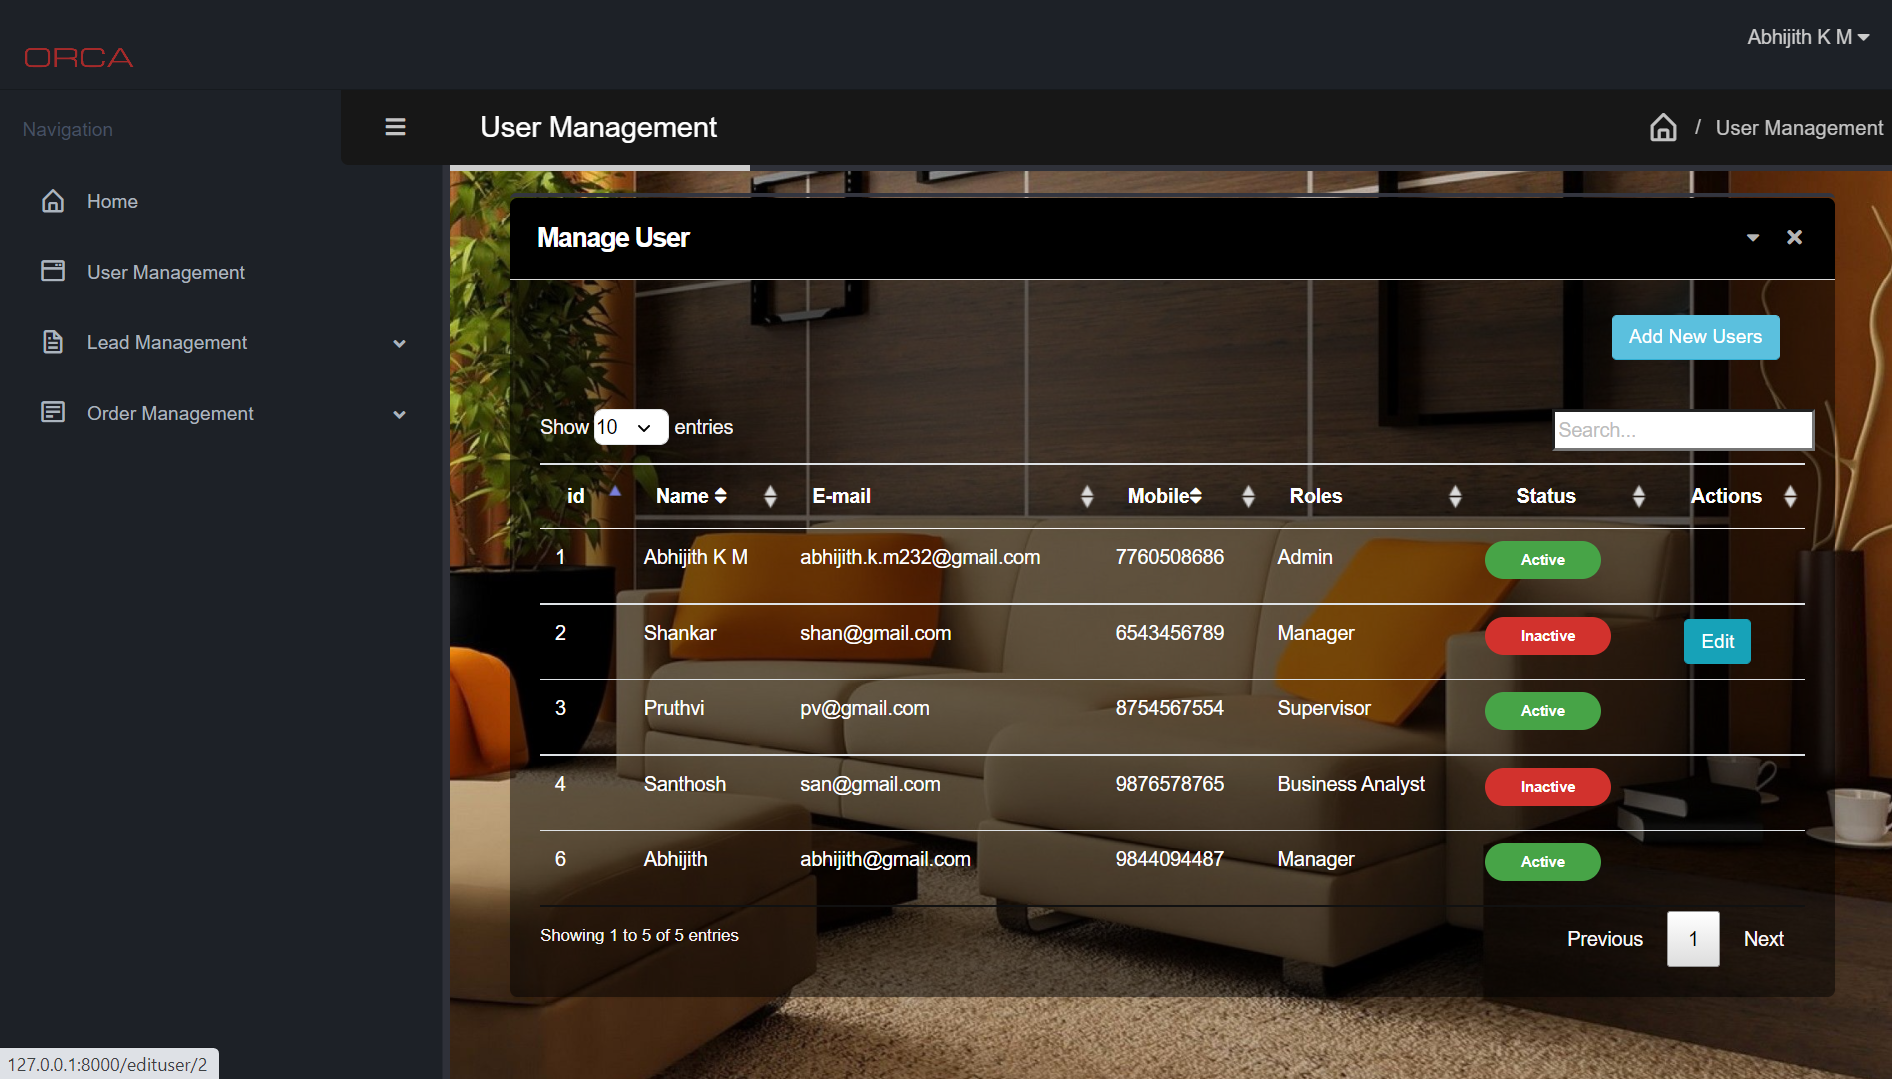 ORCA
Abhijith K M
Navigation
User Management
/ User Management
Home
User Management
Lead Management
Order Management
Manage User
Add New Users
Show 10 entries
Search...
id Name E-mail Mobile Roles Status Actions
1 Abhijith K M abhijith.k.m232@gmail.com 7760508686 Admin Active
2 Shankar shan@gmail.com 6543456789 Manager Inactive Edit
3 Pruthvi pv@gmail.com 8754567554 Supervisor Active
4 Santhosh san@gmail.com 9876578765 Business Analyst Inactive
6 Abhijith abhijith@gmail.com 9844094487 Manager Active
Showing 1 to 5 of 5 entries
Previous 1 Next
127.0.0.1:8000/edituser/2